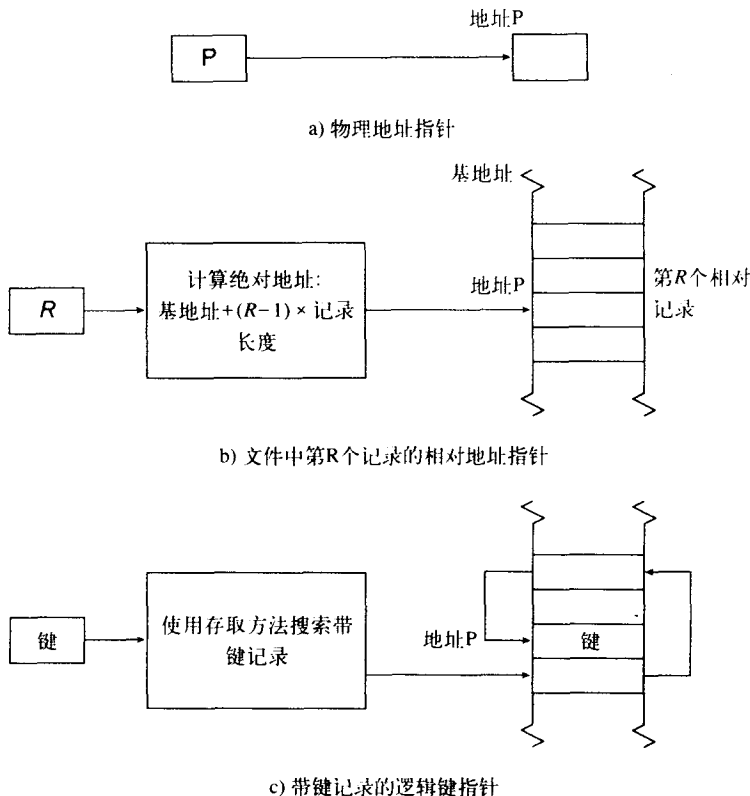 地址P
P
a) 物理地址指针
基地址
R
计算绝对地址:
基地址+(R-1) × 记录
长度
地址P
第R个相对
记录
b) 文件中第R个记录的相对地址指针
键
使用存取方法搜索带
键记录
地址P
键
c) 带键记录的逻辑键指针